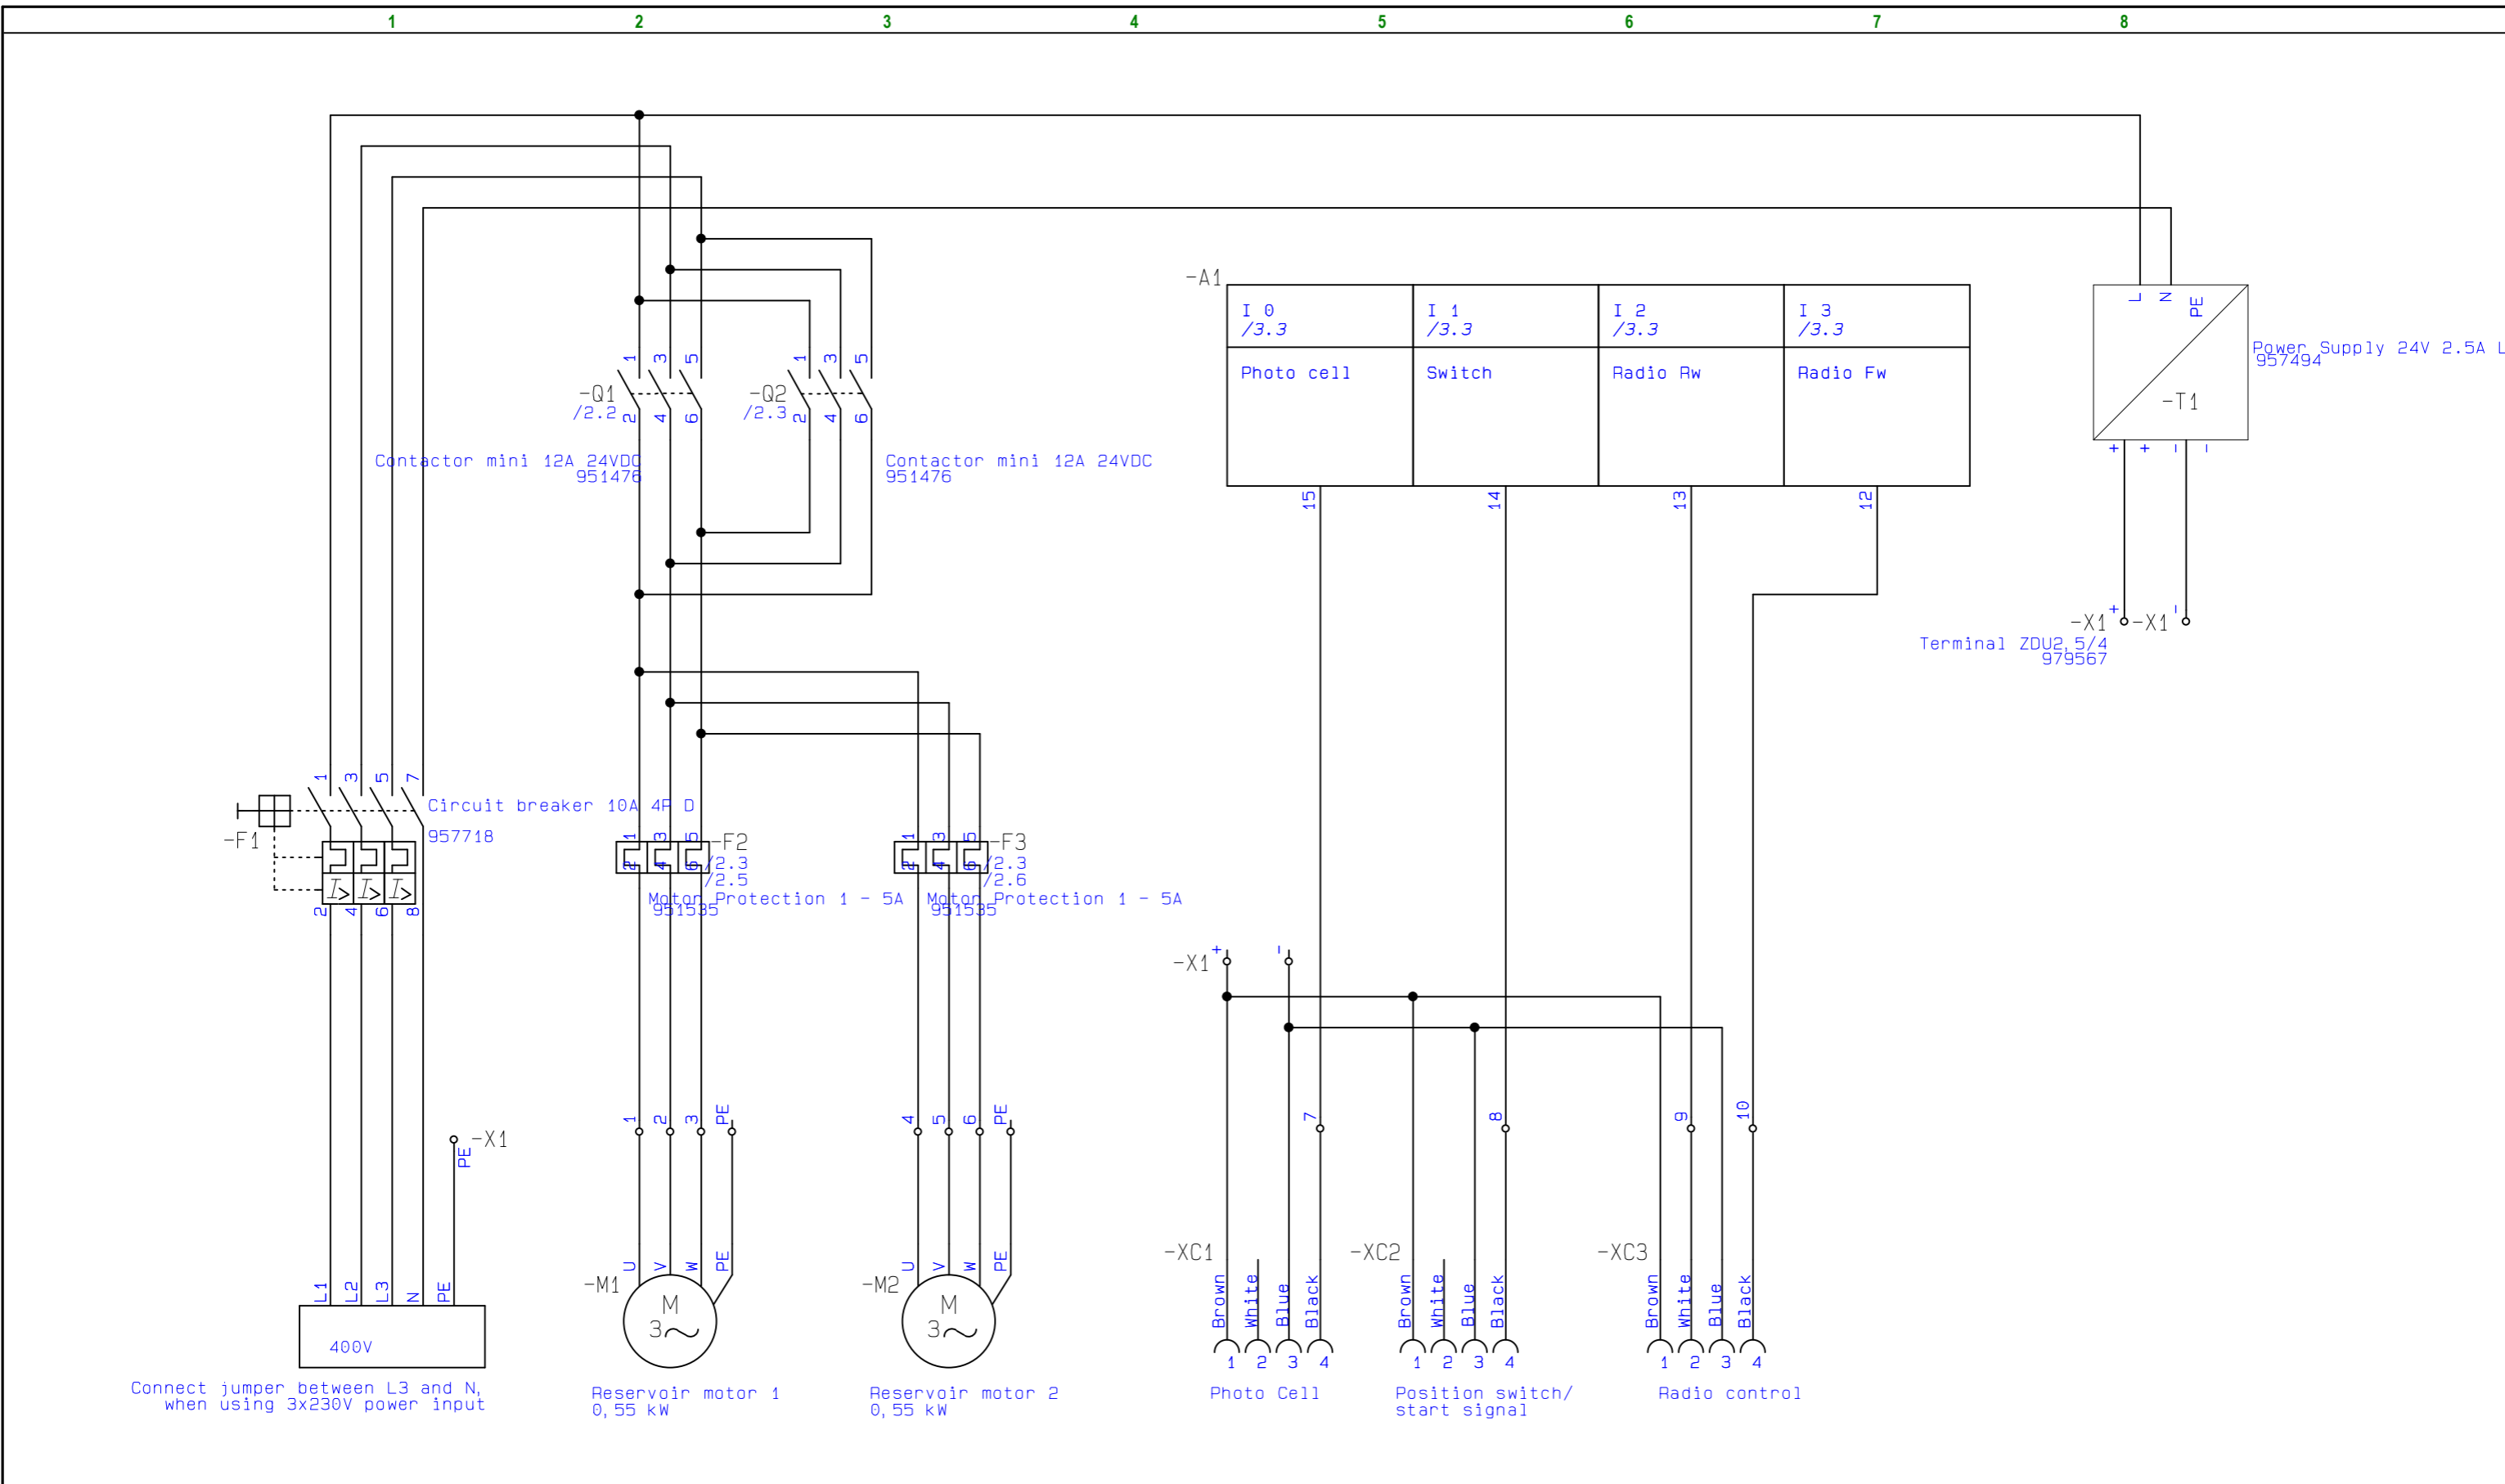 1 2 3 4 5 6 7 8
-A1
I 0
/3.3
Photo cell
I 1
/3.3
Switch
I 2
/3.3
Radio Rw
I 3
/3.3
Radio Fw
15 14 13 12
L N PE
-T1
Power Supply 24V 2.5A L
957494
+ + - -
+ -
-X1 -X1
Terminal ZDU2,5/4
979567
1 3 5
-Q1
/2.2
2 4 6
Contactor mini 12A 24VDC
951476
1 3 5
-Q2
/2.3
2 4 6
Contactor mini 12A 24VDC
951476
1 3 5 7
Circuit breaker 10A 4P D
957718
-F1
I> I> I>
2 4 6 8
1 3 5
-F2
2 4 6
/2.3
/2.5
Motor Protection 1 - 5A
951535
1 3 5
-F3
2 4 6
/2.3
/2.6
Motor Protection 1 - 5A
951535
-X1
+ -
-X1
PE
1 2 3 PE
4 5 6 PE
7 8 9 10
L1 L2 L3 N PE
400V
Connect jumper between L3 and N,
when using 3x230V power input
U V W PE
-M1
M
3~
Reservoir motor 1
0,55 kW
U V W PE
-M2
M
3~
Reservoir motor 2
0,55 kW
-XC1
Brown White Blue Black
1 2 3 4
Photo Cell
-XC2
Brown White Blue Black
1 2 3 4
Position switch/
start signal
-XC3
Brown White Blue Black
1 2 3 4
Radio control